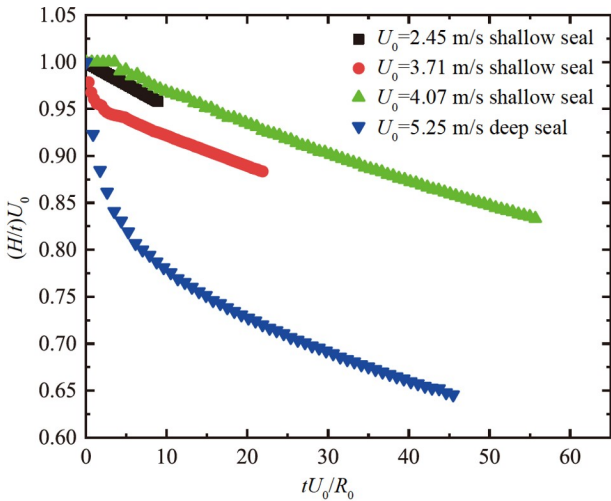 1.00
0.95
0.90
0.85
0.80
0.75
0.70
0.65
0.60
(H/t)U₀
U₀=2.45 m/s shallow seal
U₀=3.71 m/s shallow seal
U₀=4.07 m/s shallow seal
U₀=5.25 m/s deep seal
0 10 20 30 40 50 60
tU₀/R₀